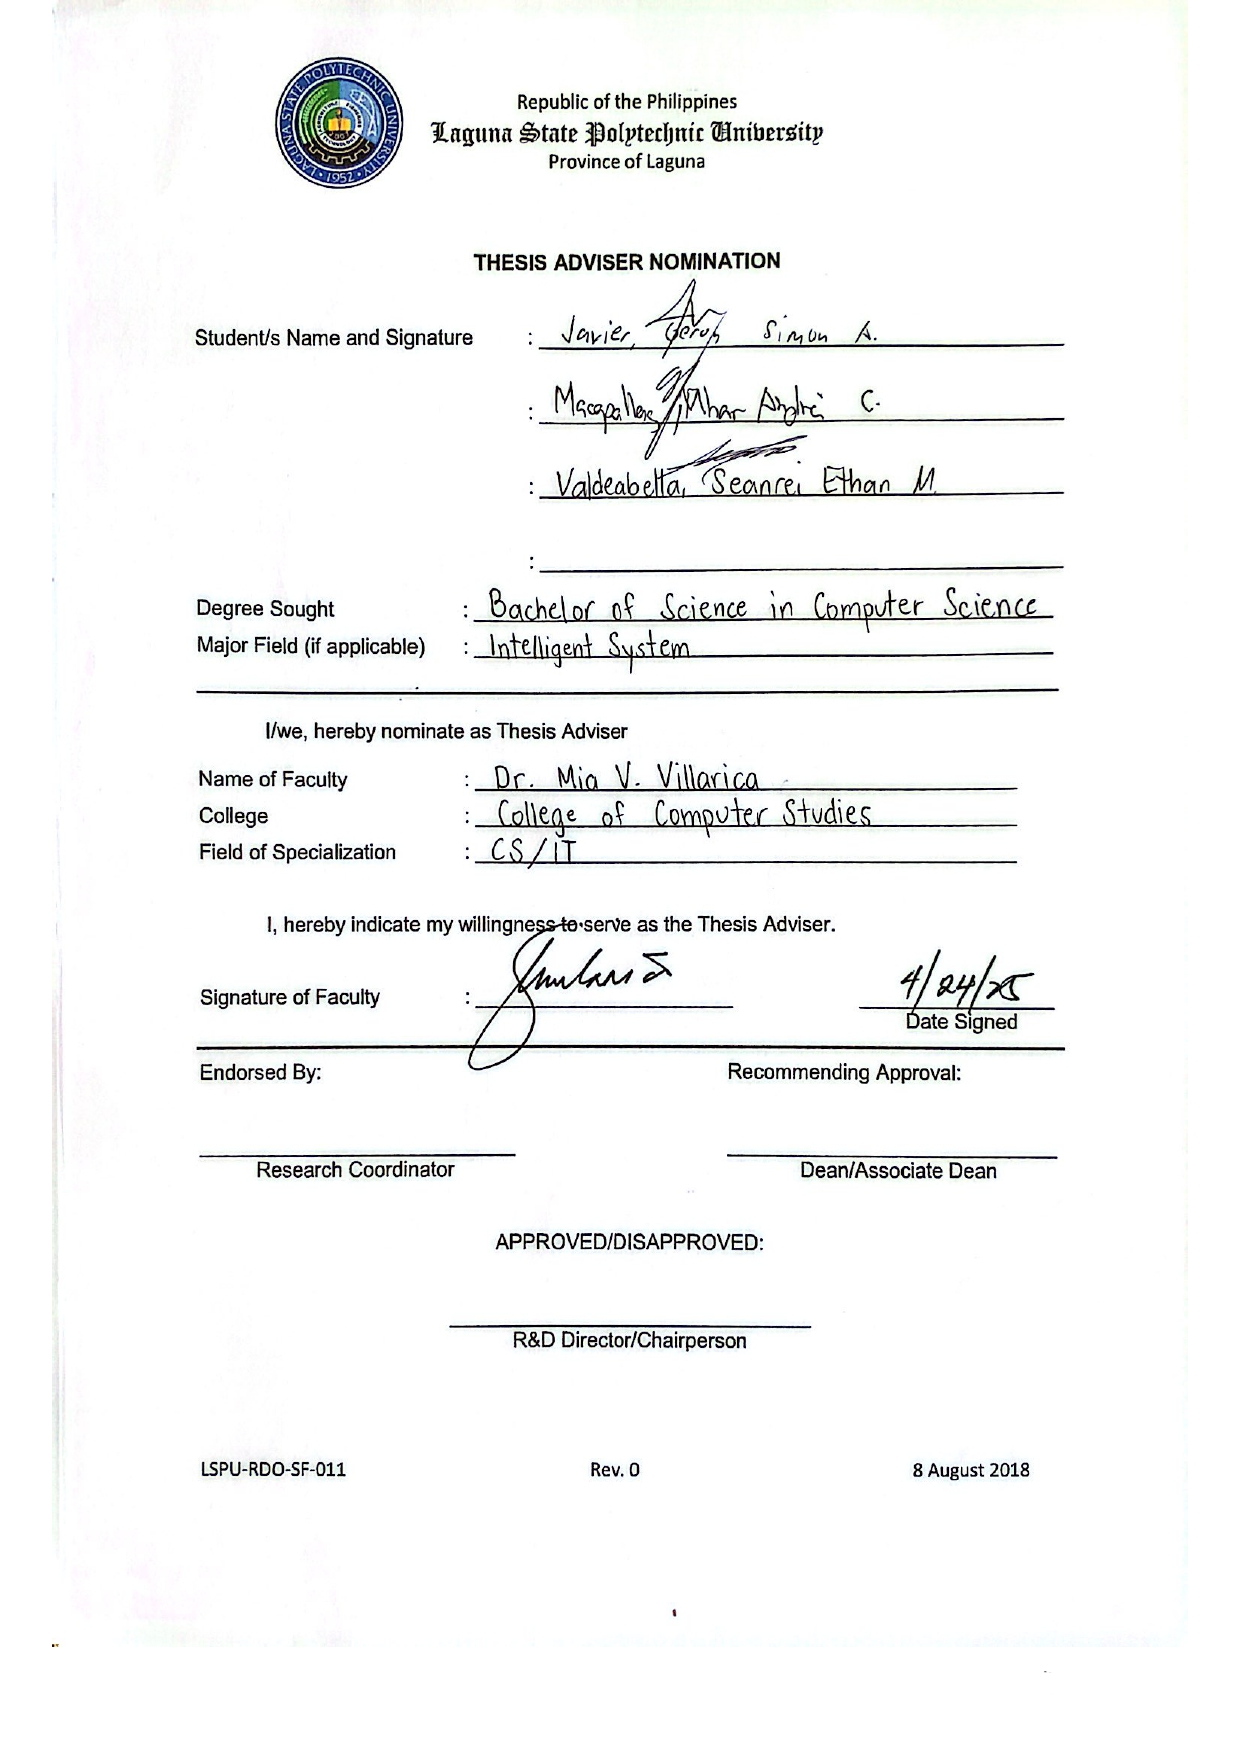 LAGUNA STATE POLYTECHNIC UNIVERSITY
1952
Republic of the Philippines
Laguna State Polytechnic University
Province of Laguna
THESIS ADVISER NOMINATION
Student/s Name and Signature : Javier, Simon A.
: Andrei C.
: Valdeabella, Seanrei Ethan M.
:
Degree Sought : Bachelor of Science in Computer Science
Major Field (if applicable) : Intelligent System
I/we, hereby nominate as Thesis Adviser
Name of Faculty : Dr. Mia V. Villarica
College : College of Computer Studies
Field of Specialization : CS/IT
I, hereby indicate my willingness to serve as the Thesis Adviser.
Signature of Faculty : 4/24/25
Date Signed
Endorsed By: Recommending Approval:
Research Coordinator Dean/Associate Dean
APPROVED/DISAPPROVED:
R&D Director/Chairperson
LSPU-RDO-SF-011 Rev. 0 8 August 2018